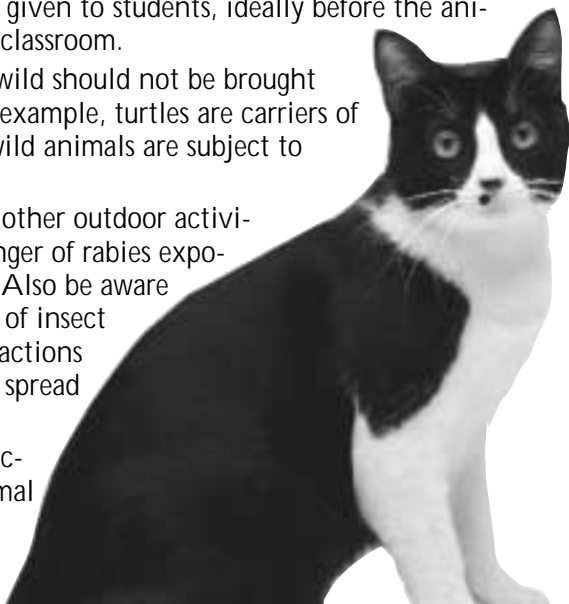 given to students, ideally before the ani-
classroom.
wild should not be brought
example, turtles are carriers of
wild animals are subject to
other outdoor activi-
nger of rabies expo-
Also be aware
of insect
actions
spread
c-
mal